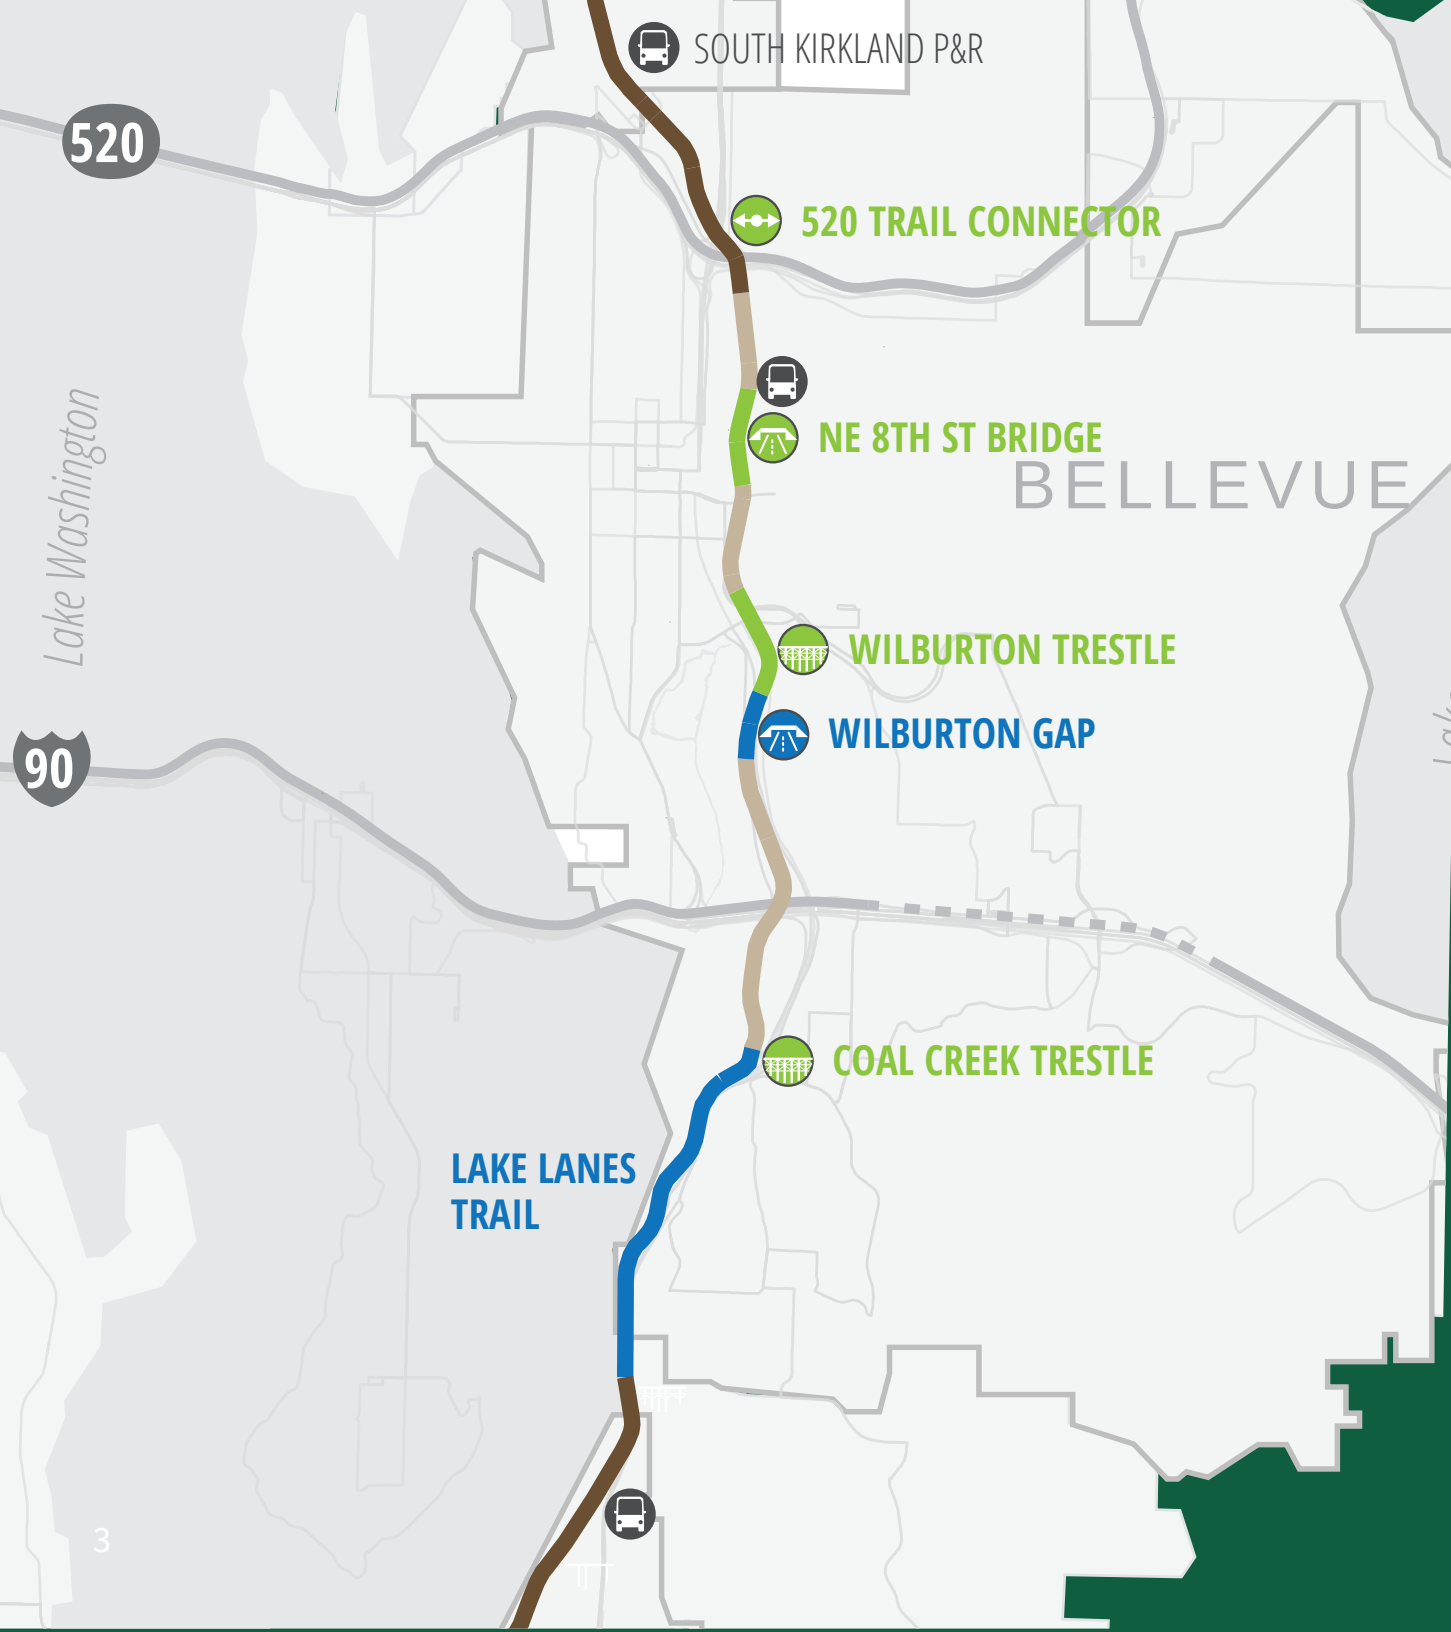 SOUTH KIRKLAND P&R
520
520 TRAIL CONNECTOR
NE 8TH ST BRIDGE
BELLEVUE
Lake Washington
WILBURTON TRESTLE
WILBURTON GAP
90
COAL CREEK TRESTLE
LAKE LANES
TRAIL
3